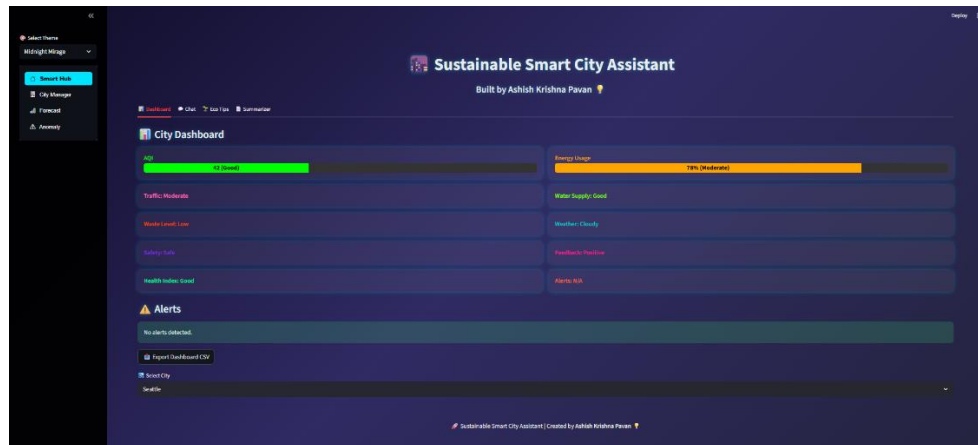 Deploy
Select Theme
Midnight Mirage
Smart Hub
City Manager
Forecast
Anomaly
Sustainable Smart City Assistant
Built by Ashish Krishna Pavan
Dashboard Chat Eco Tips Summarizer
City Dashboard
AQI
42 (Good)
Energy Usage
78% (Moderate)
Traffic: Moderate
Water Supply: Good
Waste Level: Low
Weather: Cloudy
Safety: Safe
Feedback: Positive
Health Index: Good
Alerts: N/A
Alerts
No alerts detected.
Export Dashboard CSV
Select City
Seattle
Sustainable Smart City Assistant | Created by Ashish Krishna Pavan